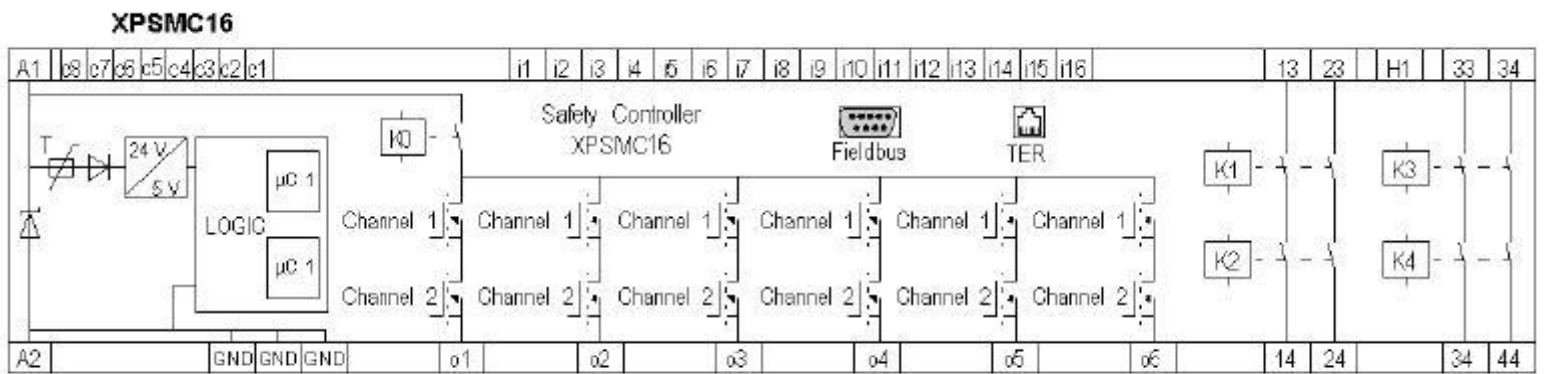 XPSMC16
A1 c8 c7 c6 c5 c4 c3 c2 c1 i1 i2 i3 i4 i5 i6 i7 i8 i9 i10 i11 i12 i13 i14 i15 i16 13 23 H1 33 34
Safety Controller
K0 XPSMC16
Fieldbus TER
T 24 V
5 V
K1 K3
µC 1
LOGIC
Channel 1 Channel 1 Channel 1 Channel 1 Channel 1 Channel 1
µC 1
K2 K4
Channel 2 Channel 2 Channel 2 Channel 2 Channel 2 Channel 2
A2 GND GND GND o1 o2 o3 o4 o5 o6 14 24 34 44